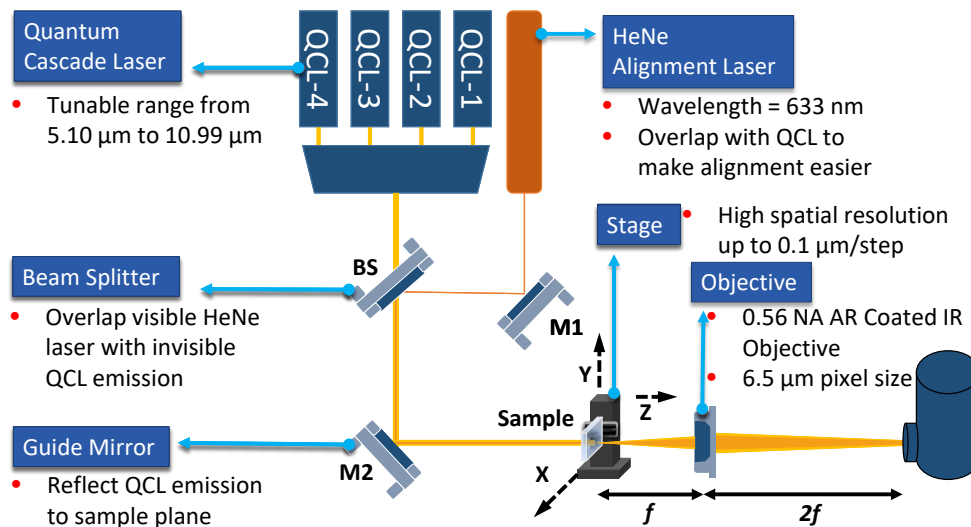 Quantum
Cascade Laser
• Tunable range from
5.10 µm to 10.99 µm
QCL-4
QCL-3
QCL-2
QCL-1
HeNe
Alignment Laser
• Wavelength = 633 nm
• Overlap with QCL to
make alignment easier
Stage
• High spatial resolution
up to 0.1 µm/step
Beam Splitter
• Overlap visible HeNe
laser with invisible
QCL emission
BS
M1
Objective
• 0.56 NA AR Coated IR
Objective
• 6.5 µm pixel size
Y
Z
Sample
X
Guide Mirror
• Reflect QCL emission
to sample plane
M2
f
2f